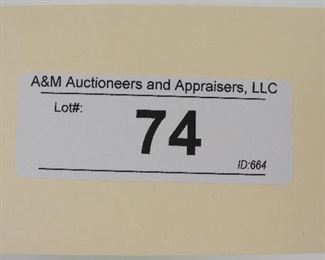 A&M Auctioneers and Appraisers, LLC
Lot#:
74
ID:664